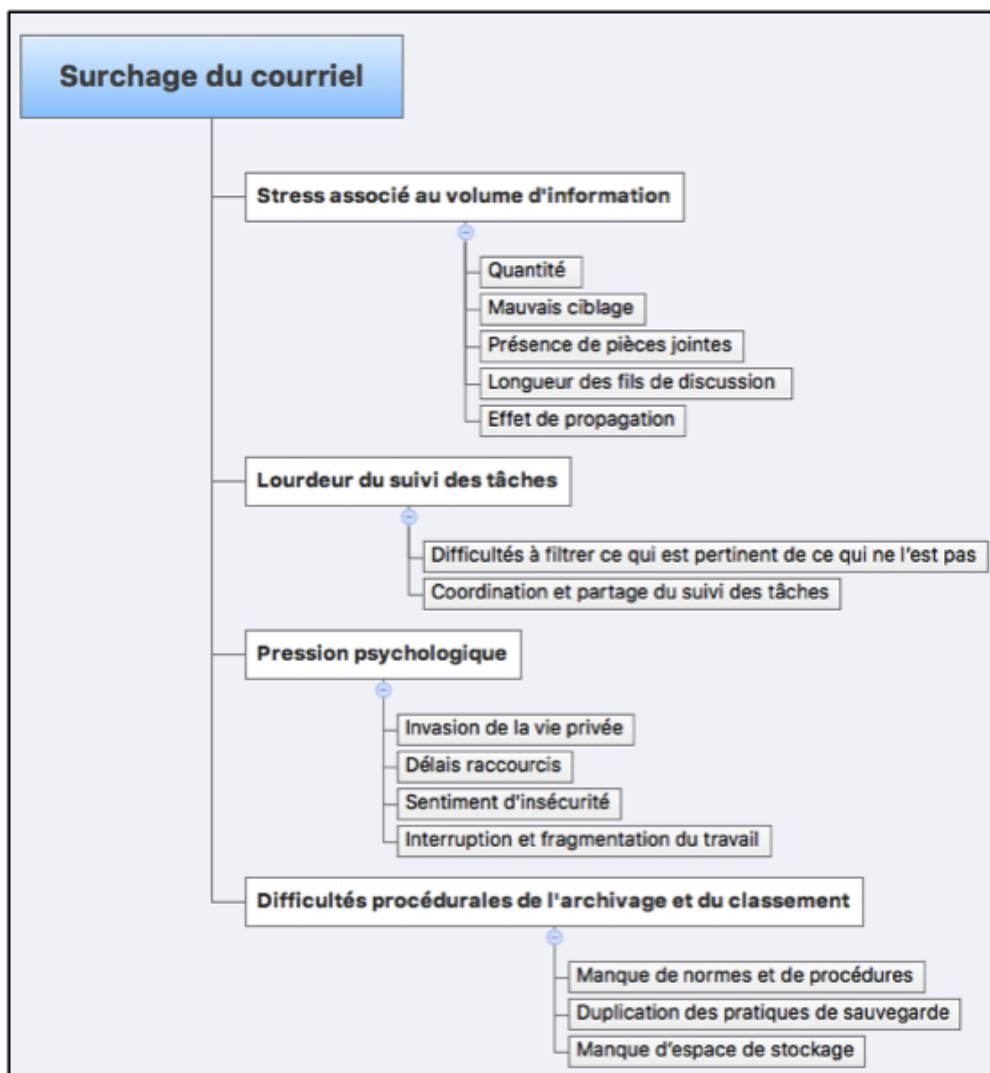 Surchage du courriel
Stress associé au volume d'information
Quantité
Mauvais ciblage
Présence de pièces jointes
Longueur des fils de discussion
Effet de propagation
Lourdeur du suivi des tâches
Difficultés à filtrer ce qui est pertinent de ce qui ne l'est pas
Coordination et partage du suivi des tâches
Pression psychologique
Invasion de la vie privée
Délais raccourcis
Sentiment d'insécurité
Interruption et fragmentation du travail
Difficultés procédurales de l'archivage et du classement
Manque de normes et de procédures
Duplication des pratiques de sauvegarde
Manque d'espace de stockage